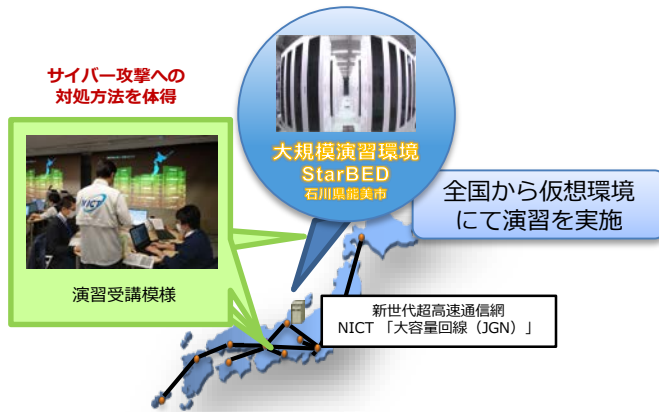 サイバー攻撃への
対処方法を体得
NICT
演習受講模様
大規模演習環境
StarBED
石川県能美市
全国から仮想環境
にて演習を実施
新世代超高速通信網
NICT 「大容量回線（JGN）」